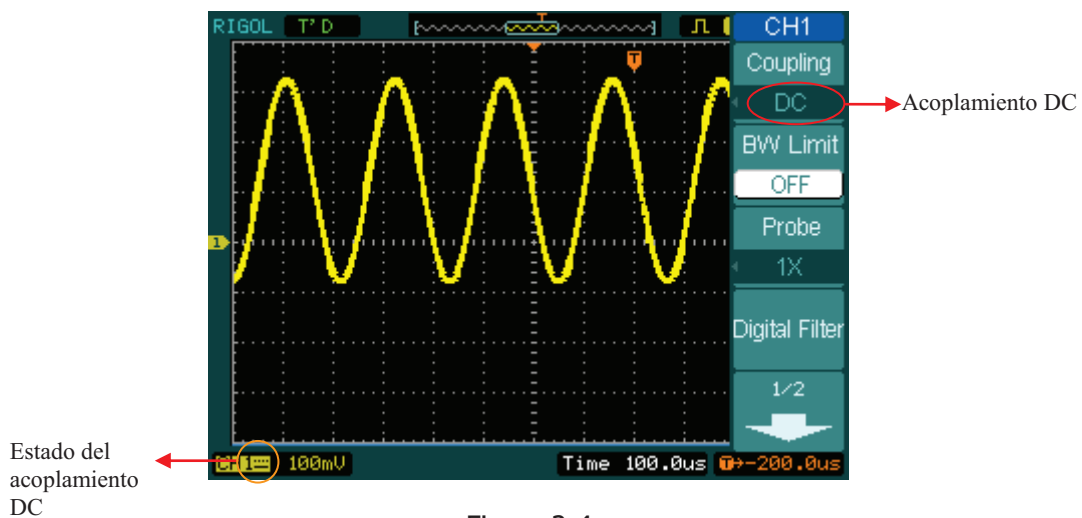 RIGOL T'D T CH1
Coupling
T
DC
Acoplamiento DC
BW Limit
OFF
Probe
1
1X
Digital Filter
1/2
Estado del
acoplamiento
DC
CH1 100mV Time 100.0us T→-200.0us